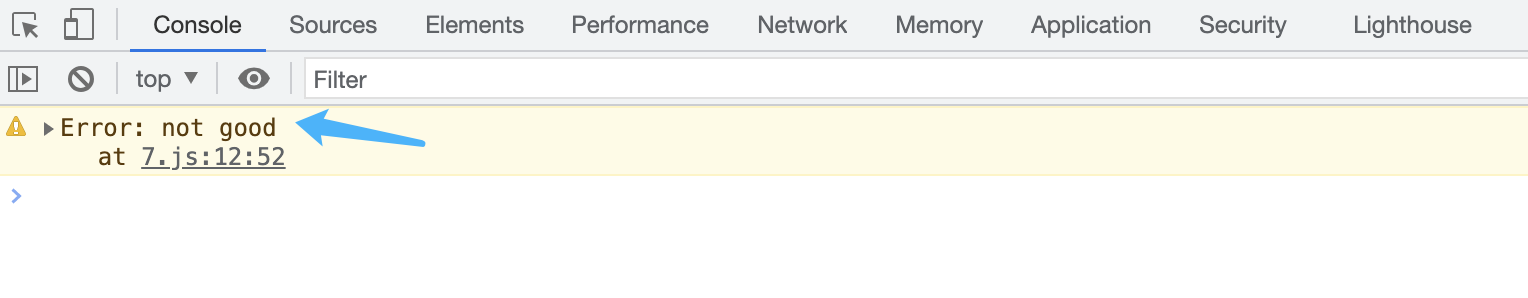 Console Sources Elements Performance Network Memory Application Security Lighthouse
top Filter
Error: not good
at 7.js:12:52